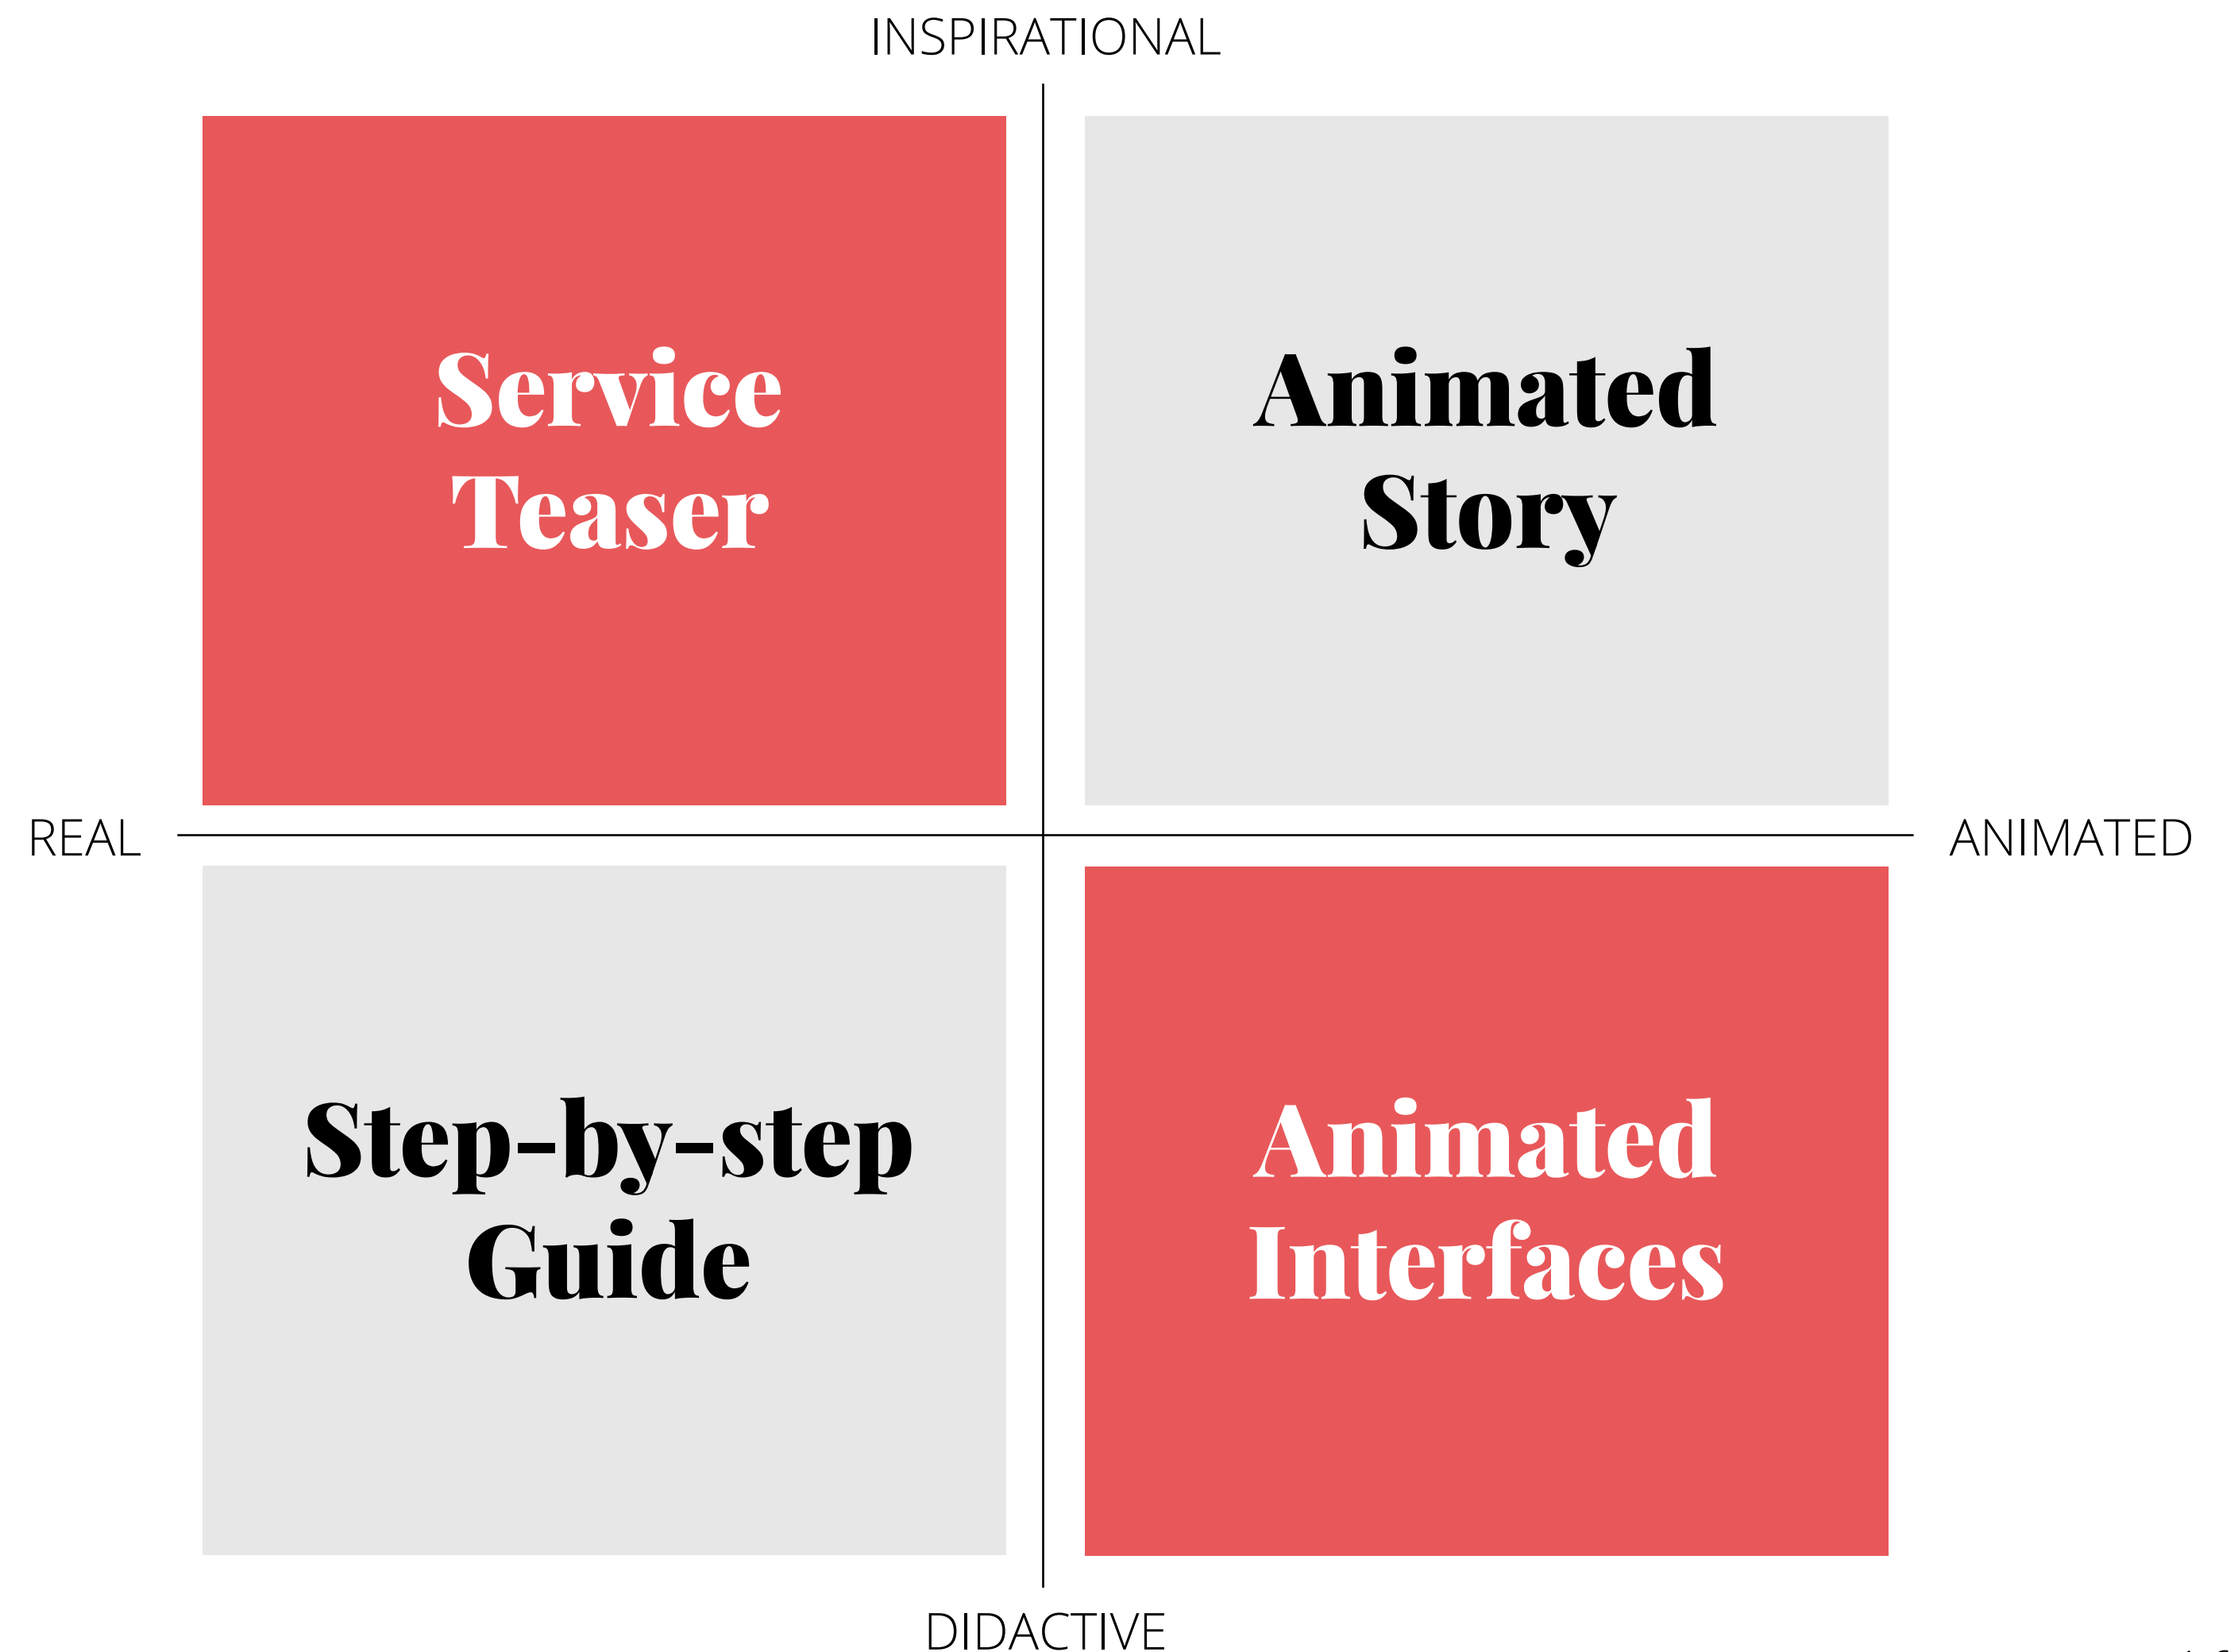 INSPIRATIONAL
Service
Teaser
Animated
Story
REAL
ANIMATED
Step-by-step
Guide
Animated
Interfaces
DIDACTIVE